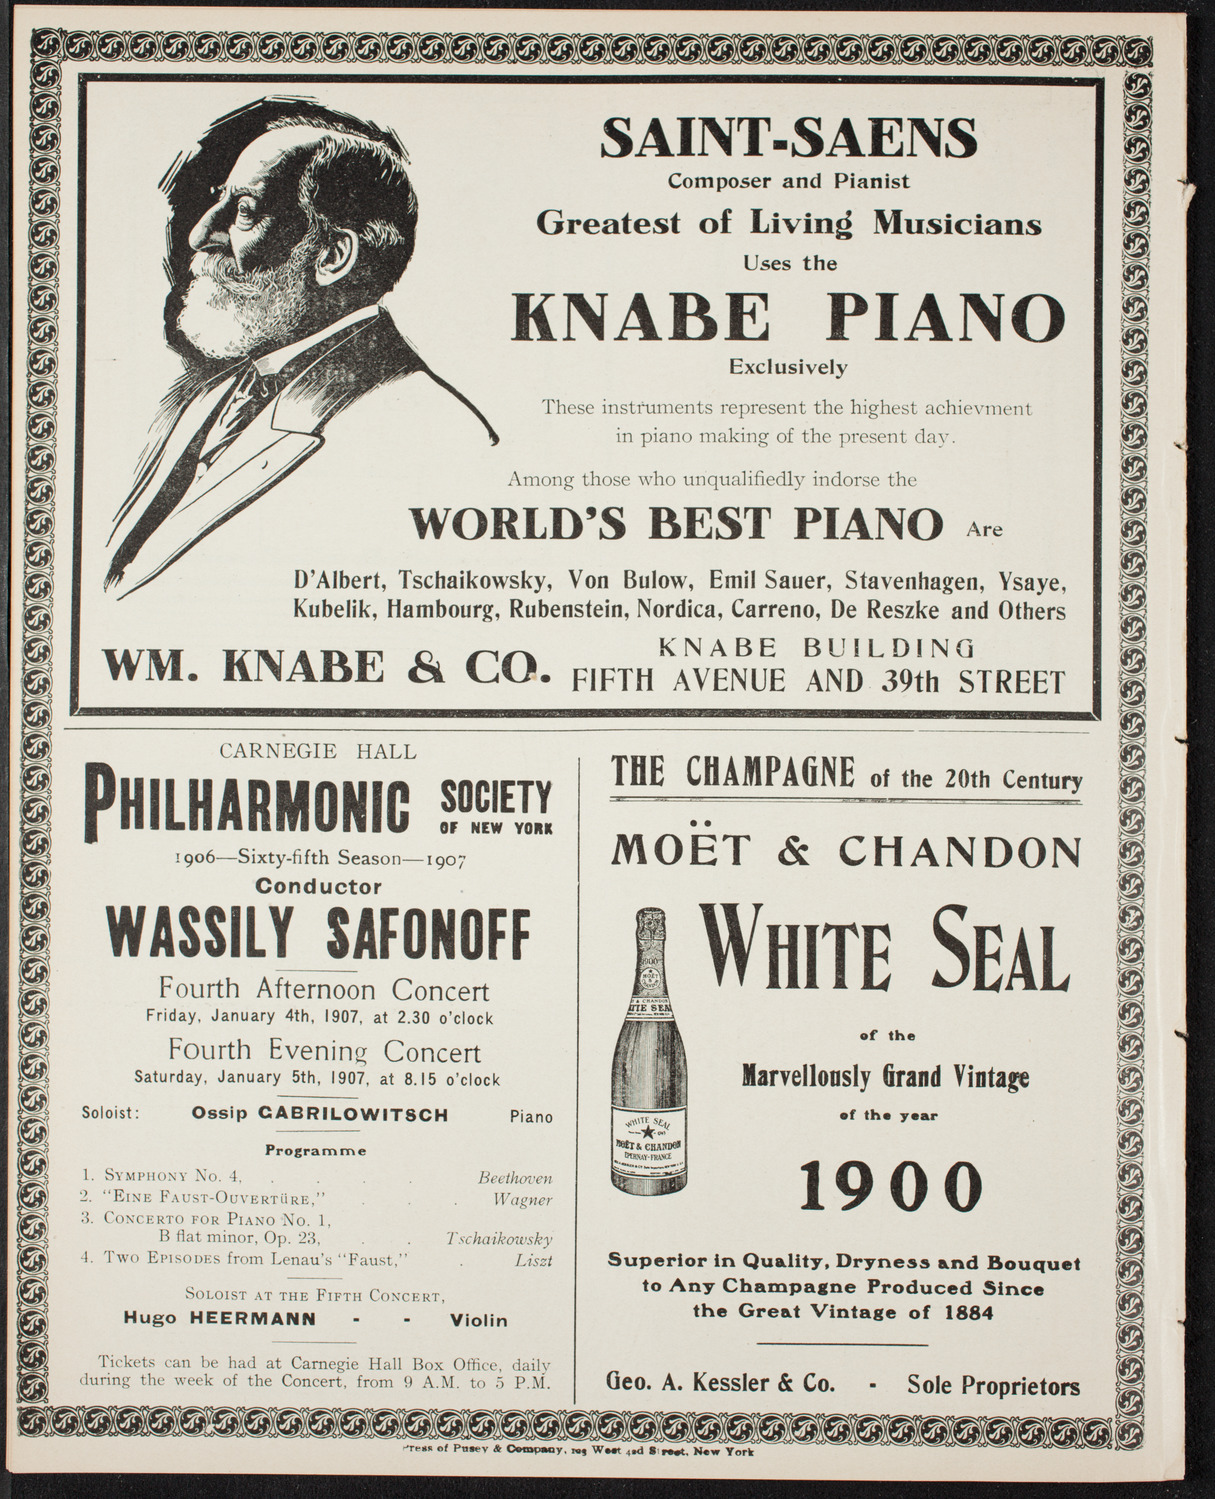 SAINT-SAENS
Composer and Pianist
Greatest of Living Musicians
Uses the
KNABE PIANO
Exclusively
These instruments represent the highest achievment
in piano making of the present day.
Among those who unqualifiedly indorse the
WORLD'S BEST PIANO Are
D'Albert, Tschaikowsky, Von Bulow, Emil Sauer, Stavenhagen, Ysaye,
Kubelik, Hambourg, Rubenstein, Nordica, Carreno, De Reszke and Others
WM. KNABE & CO.
KNABE BUILDING
FIFTH AVENUE AND 39th STREET
CARNEGIE HALL
PHILHARMONIC SOCIETY
OF NEW YORK
1906—Sixty-fifth Season—1907
Conductor
WASSILY SAFONOFF
Fourth Afternoon Concert
Friday, January 4th, 1907, at 2.30 o'clock
Fourth Evening Concert
Saturday, January 5th, 1907, at 8.15 o'clock
Soloist: Ossip GABRILOWITSCH Piano
Programme
1. SYMPHONY No. 4, . . . . Beethoven
2. "EINE FAUST-OUVERTüRE," . . . Wagner
3. CONCERTO FOR PIANO No. 1,
B flat minor, Op. 23, . . Tschaikowsky
4. TWO EPISODES from Lenau's "Faust," . Liszt
SOLOIST AT THE FIFTH CONCERT,
Hugo HEERMANN - - Violin
Tickets can be had at Carnegie Hall Box Office, daily
during the week of the Concert, from 9 A.M. to 5 P.M.
THE CHAMPAGNE of the 20th Century
MOËT & CHANDON
WHITE SEAL
of the
Marvellously Grand Vintage
of the year
1900
Superior in Quality, Dryness and Bouquet
to Any Champagne Produced Since
the Great Vintage of 1884
Geo. A. Kessler & Co. - Sole Proprietors
1900
MOËT
& CHANDON
ITE SEA
WHITE SEAL
MOËT & CHANDON
EPERNAY-FRANCE
Press of Pusey & Company, 109 West 42d Street, New York